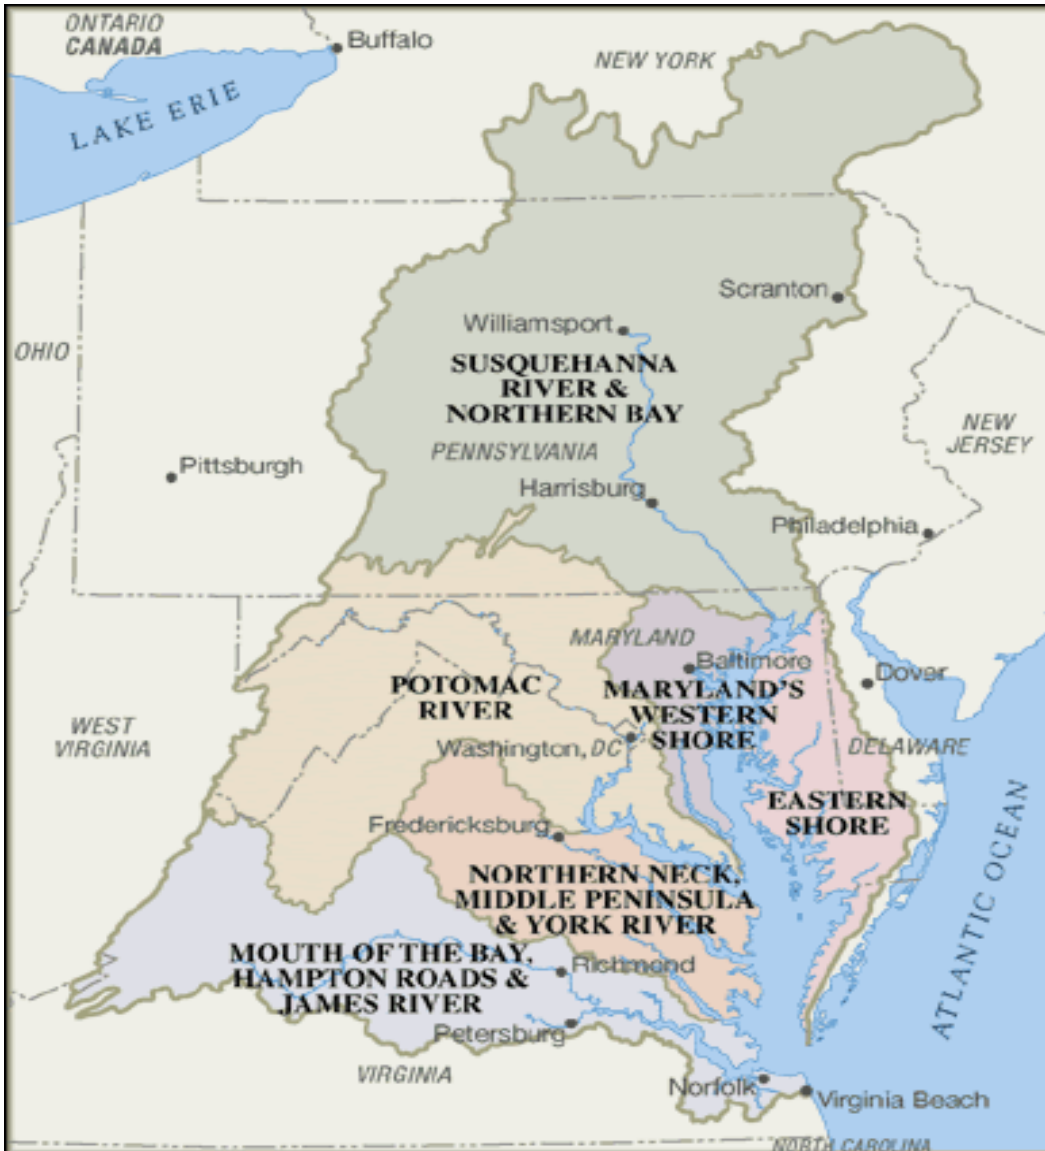 ONTARIO
CANADA
Buffalo
NEW YORK
LAKE ERIE
Scranton
Williamsport
OHIO
SUSQUEHANNA
RIVER &
NORTHERN BAY
NEW
JERSEY
PENNSYLVANIA
Pittsburgh
Harrisburg
Philadelphia
MARYLAND
Baltimore
Dover
POTOMAC
RIVER
MARYLAND'S
WESTERN
SHORE
WEST
VIRGINIA
Washington, DC
DELAWARE
EASTERN
SHORE
Fredericksburg
ATLANTIC OCEAN
NORTHERN NECK,
MIDDLE PENINSULA
& YORK RIVER
MOUTH OF THE BAY,
HAMPTON ROADS &
JAMES RIVER
Richmond
Petersburg
VIRGINIA
Norfolk
Virginia Beach
NORTH CAROLINA